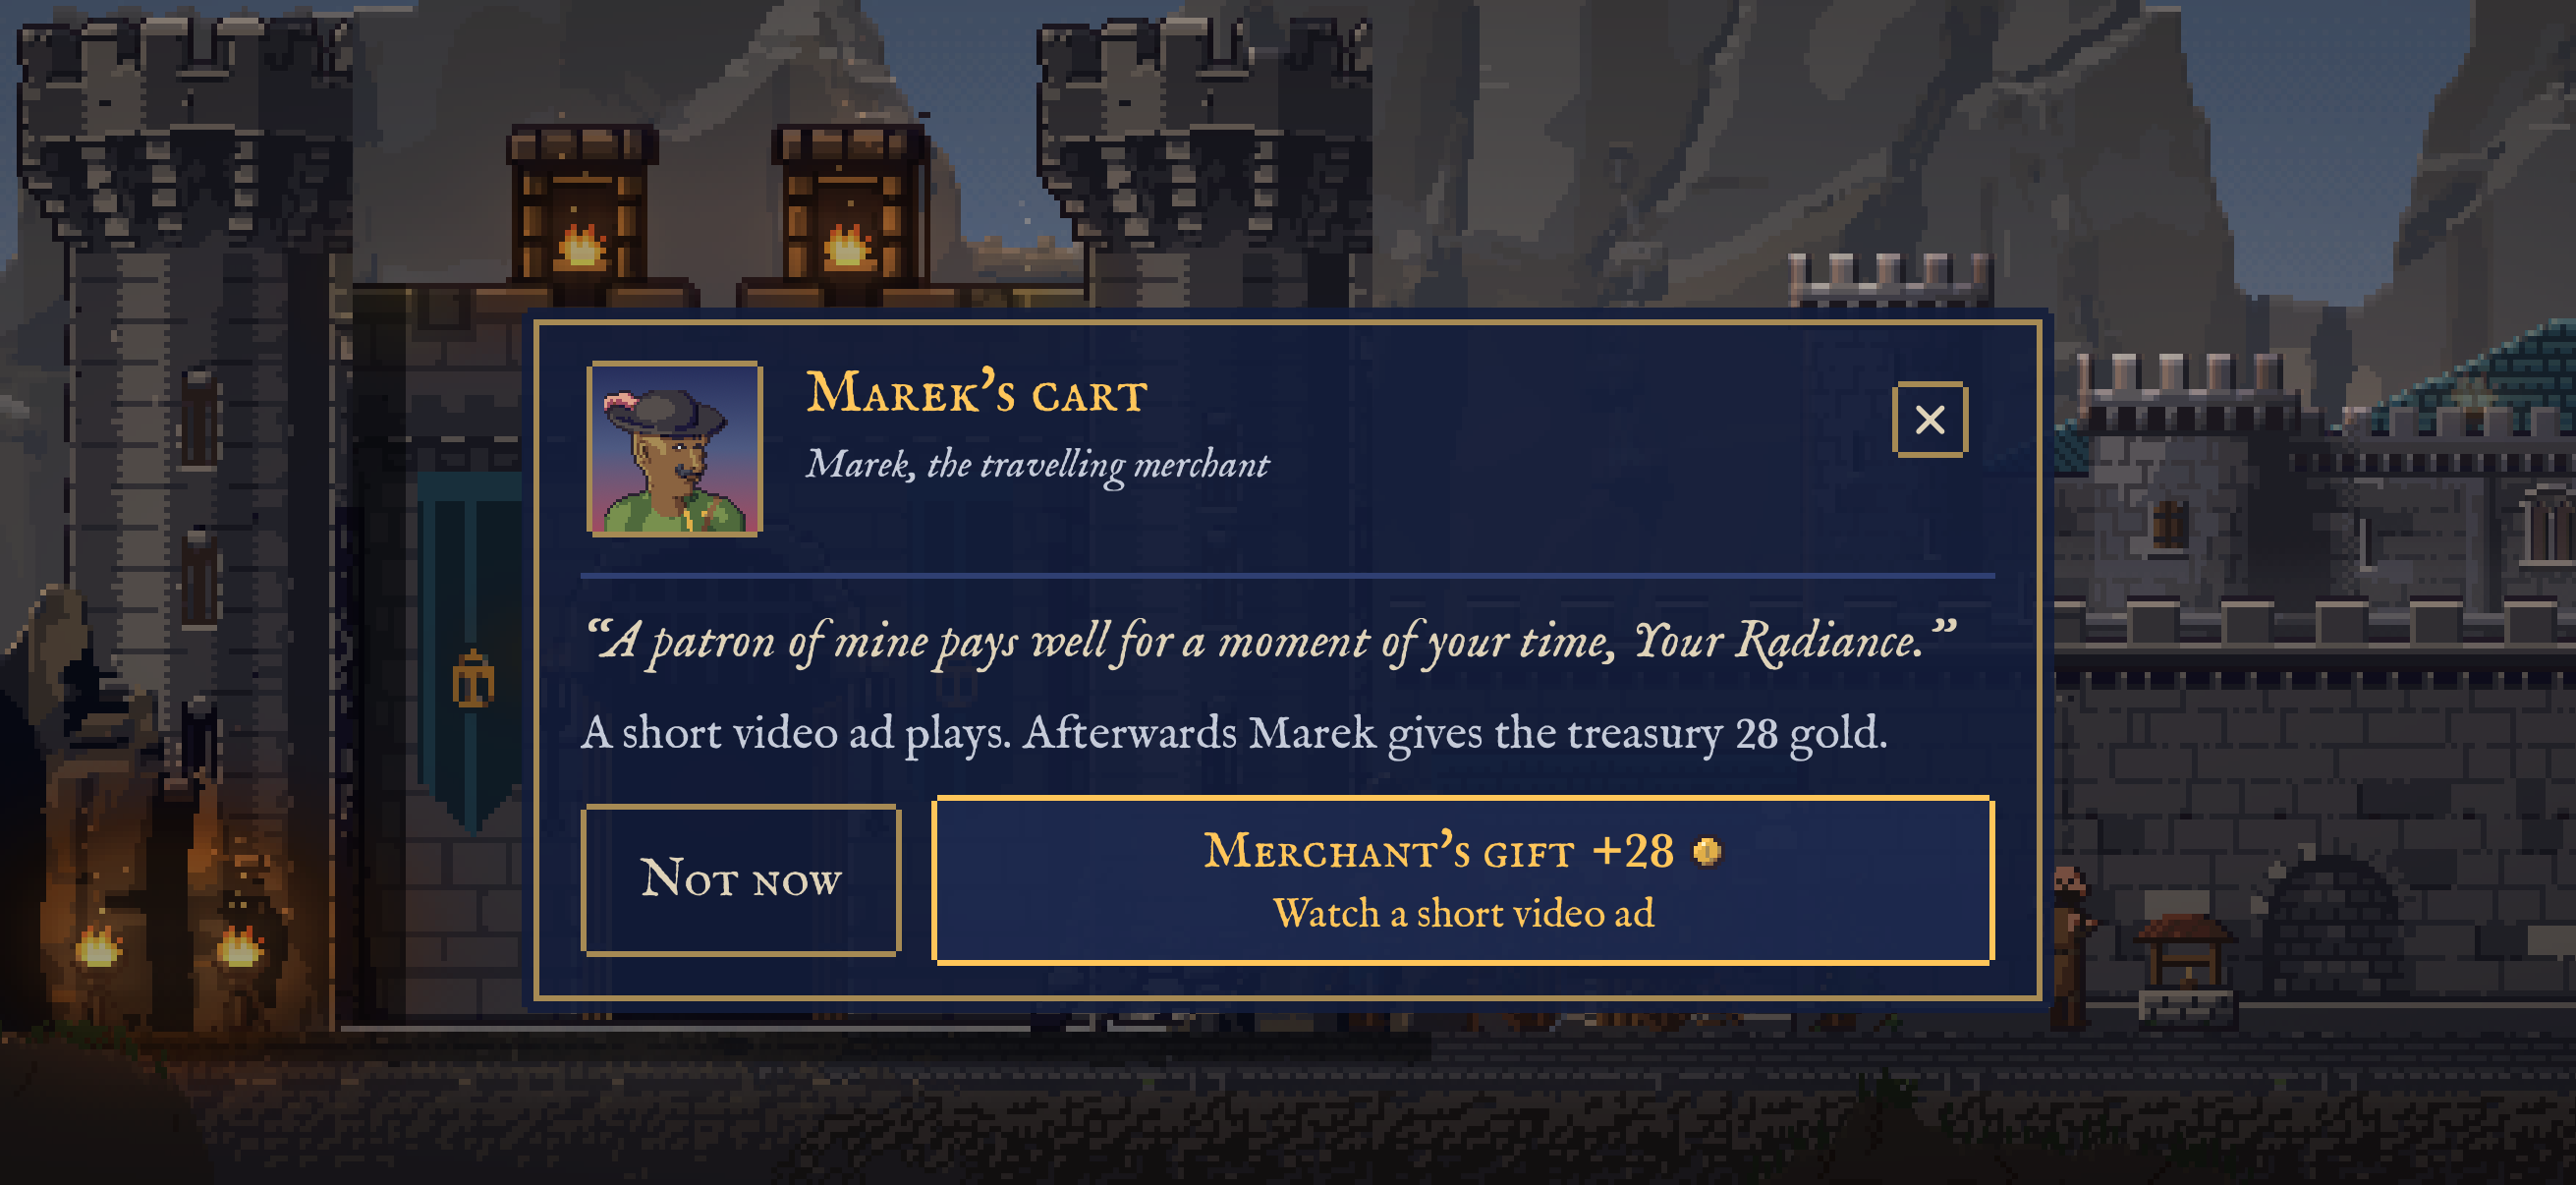 Marek’s cart
Marek, the travelling merchant
“A patron of mine pays well for a moment of your time, Your Radiance.”
A short video ad plays. Afterwards Marek gives the treasury 28 gold.
Not now
Merchant’s gift +28
Watch a short video ad